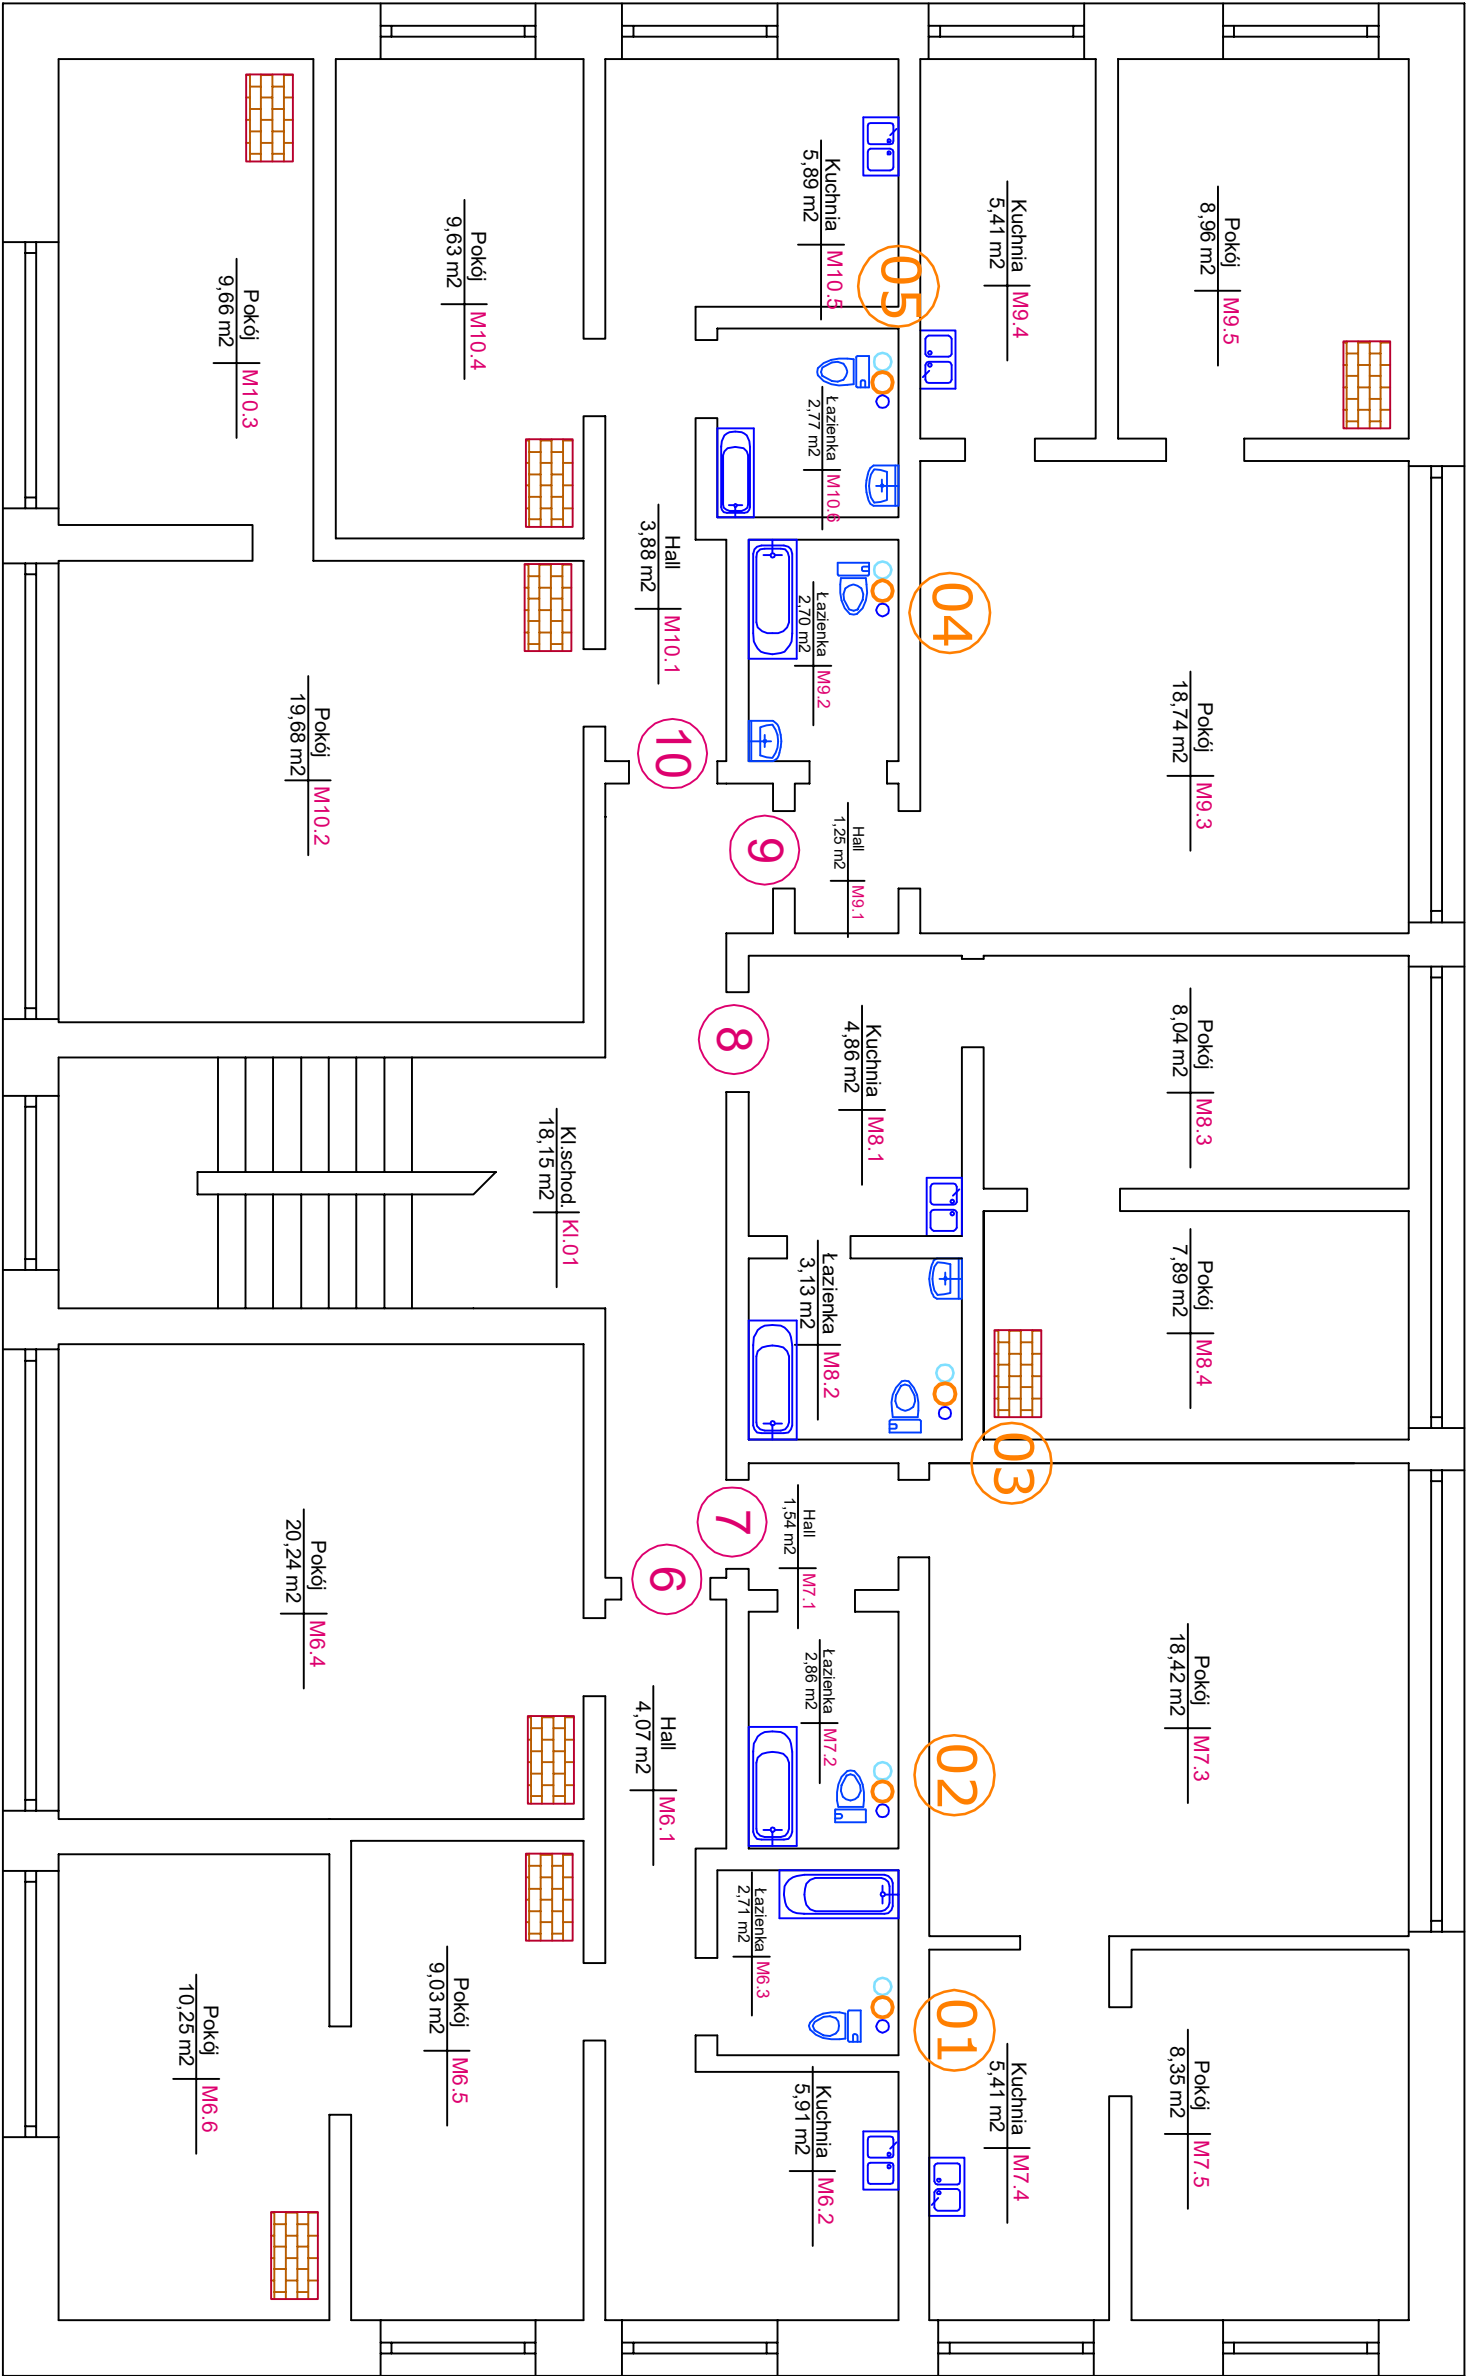 Pokój
8,96 m2
M9.5
Pokój
18,74 m2
M9.3
Pokój
8,04 m2
M8.3
Pokój
7,89 m2
M8.4
Pokój
18,42 m2
M7.3
Pokój
8,35 m2
M7.5
Kuchnia
5,41 m2
M9.4
03
Kuchnia
5,41 m2
M7.4
04
02
01
05
Kuchnia
4,86 m2
M8.1
Hall
1,25 m2
M9.1
Kuchnia
5,89 m2
M10.5
Łazienka
2,77 m2
M10.6
Łazienka
2,70 m2
M9.2
Łazienka
3,13 m2
M8.2
Hall
1,54 m2
M7.1
Łazienka
2,86 m2
M7.2
Kuchnia
5,91 m2
M6.2
Łazienka
2,71 m2
M6.3
9
8
7
10
6
Hall
3,88 m2
M10.1
Hall
4,07 m2
M6.1
Kl.schod.
18,15 m2
Kl.01
Pokój
9,63 m2
M10.4
Pokój
9,03 m2
M6.5
Pokój
19,68 m2
M10.2
Pokój
20,24 m2
M6.4
Pokój
9,66 m2
M10.3
Pokój
10,25 m2
M6.6